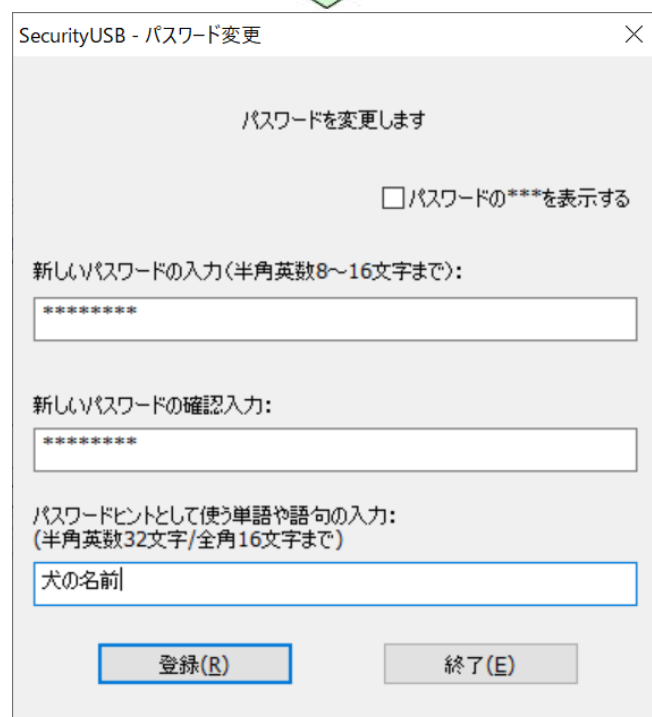 SecurityUSB - パスワード変更
パスワードを変更します
パスワードの***を表示する
新しいパスワードの入力(半角英数8～16文字まで):
********
新しいパスワードの確認入力:
********
パスワードヒントとして使う単語や語句の入力:
(半角英数32文字/全角16文字まで)
犬の名前
登録(R)
終了(E)